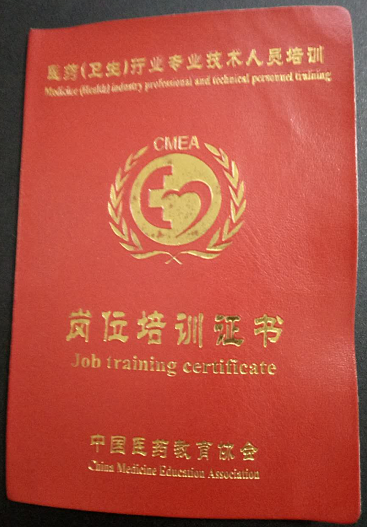 医药(卫生)行业专业技术人员培训
Medicine (Health) industry professional and technical personnel training
CMEA
岗位培训证书
Job training certificate
中国医药教育协会
China Medicine Education Association